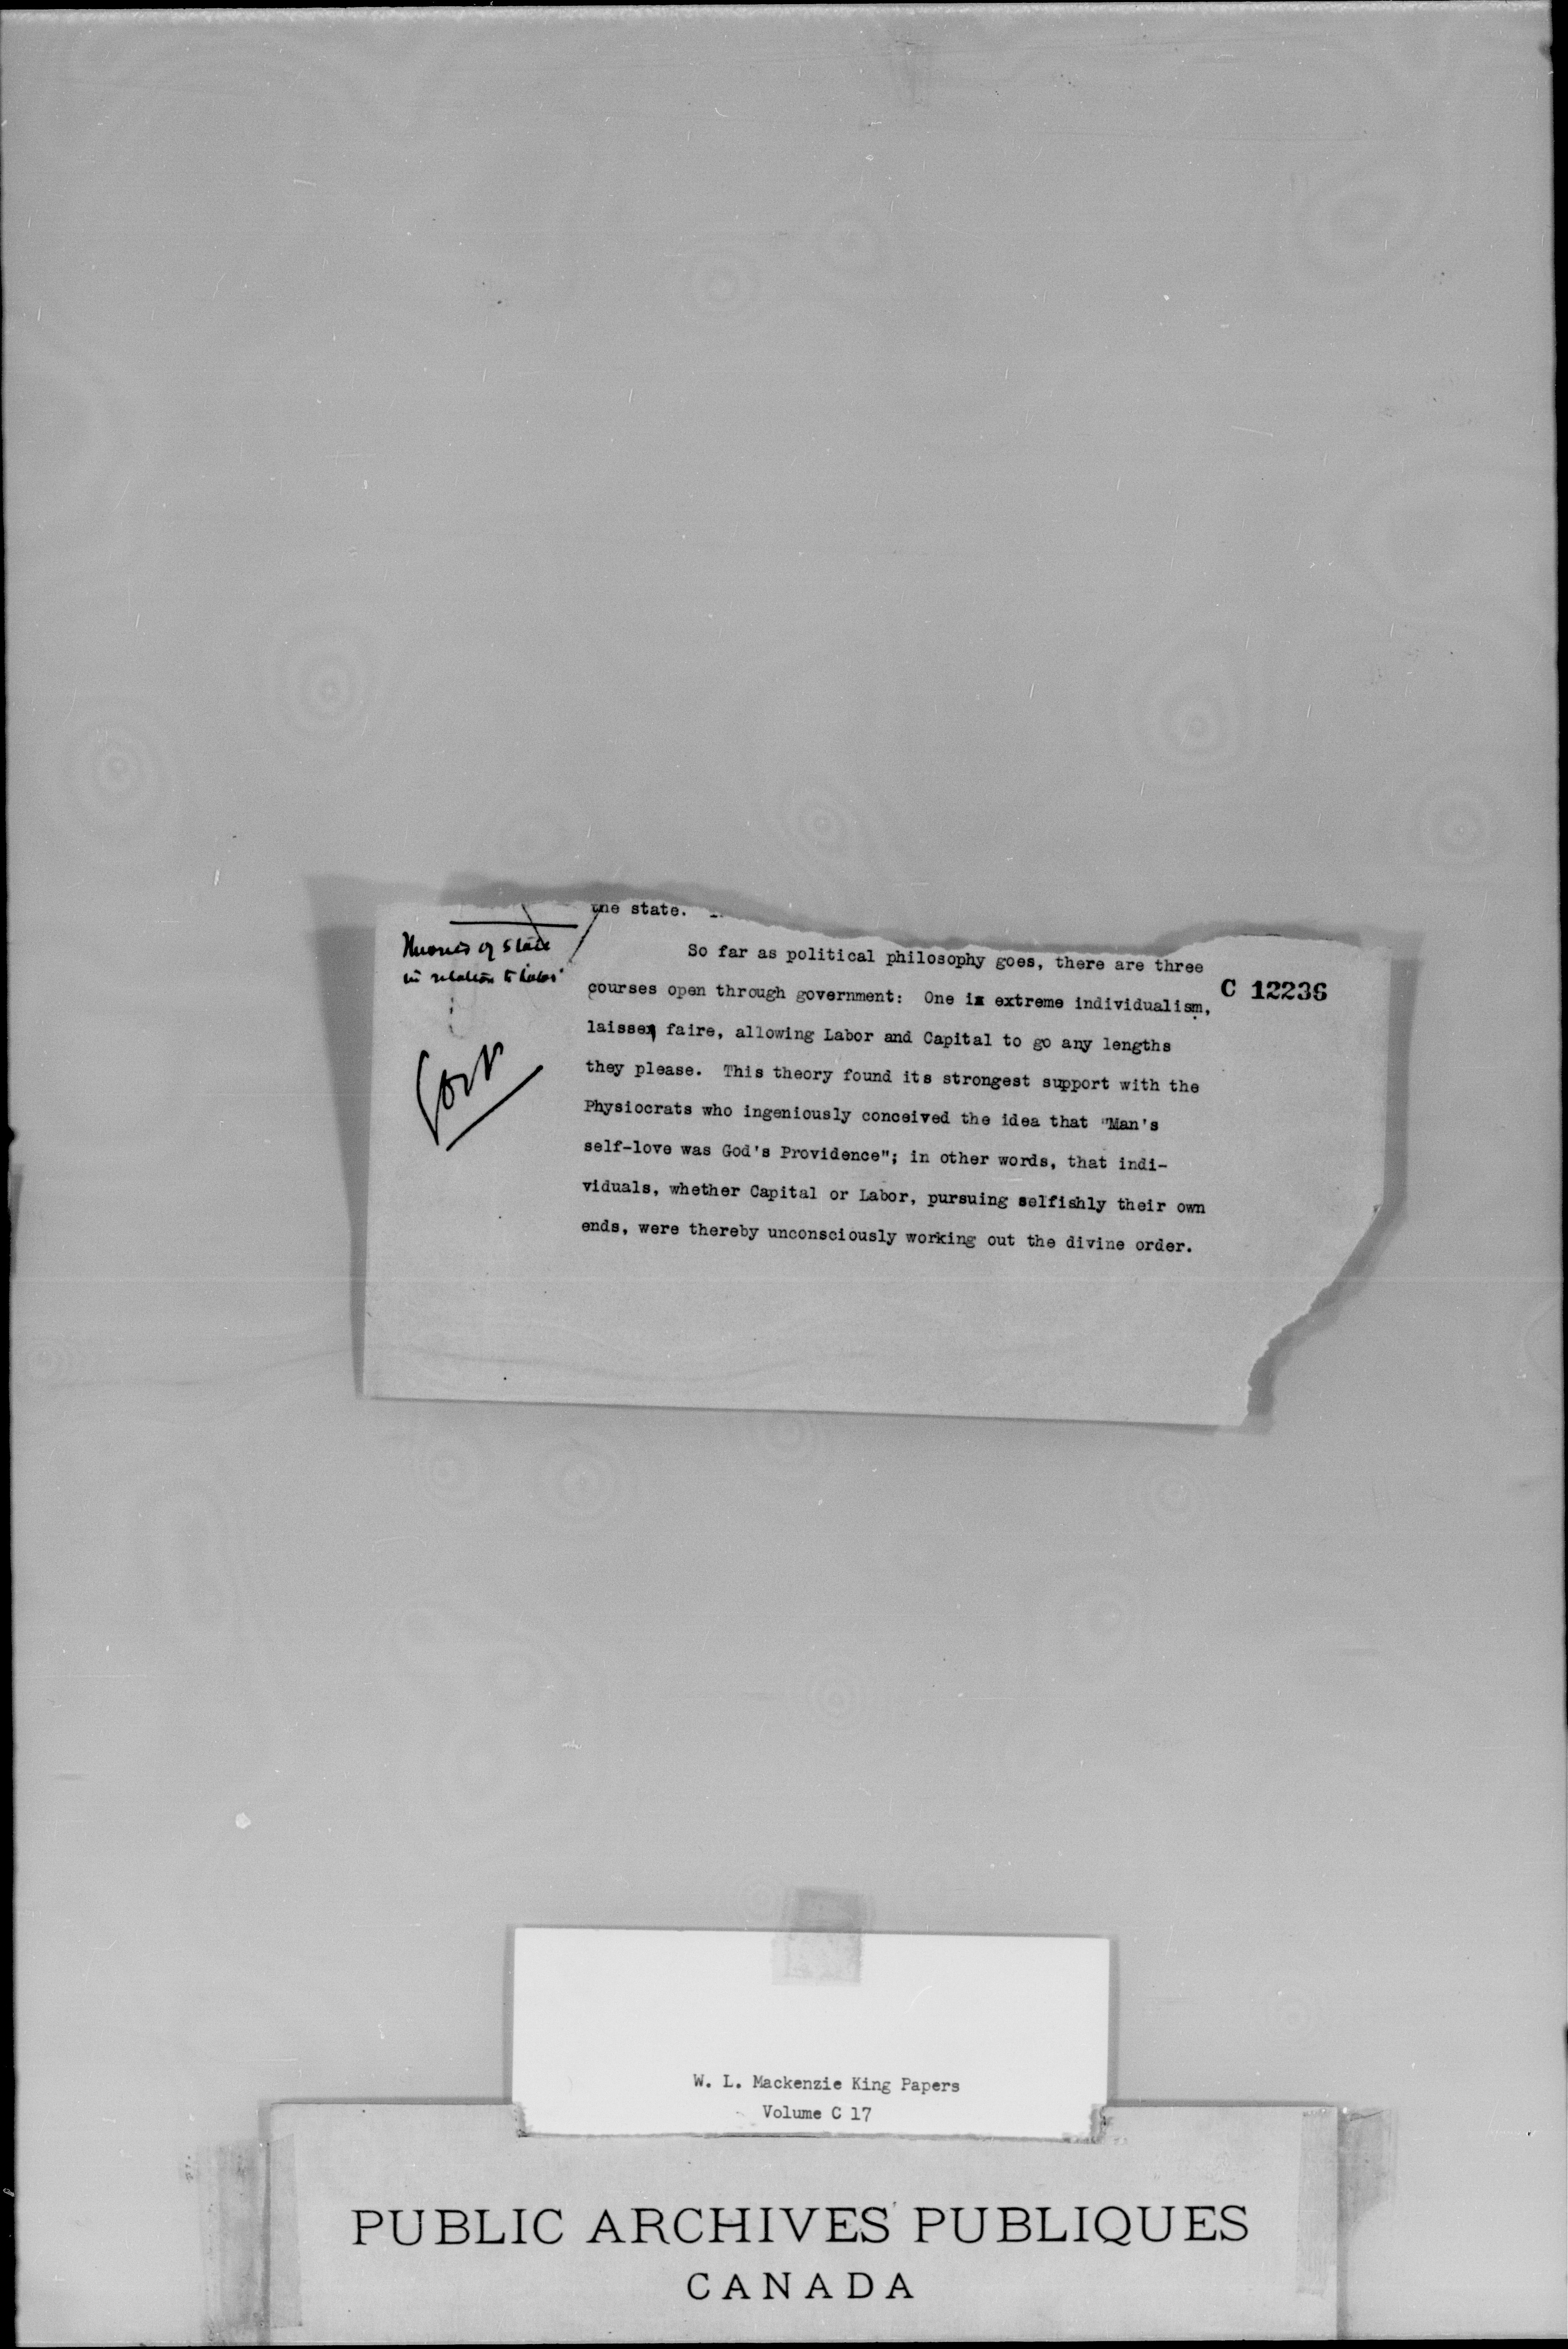 the state.
Theories of State
in relation to Labor
So far as political philosophy goes, there are three
courses open through government: One is extreme individualism,
C 12236
laissez faire, allowing Labor and Capital to go any lengths
they please. This theory found its strongest support with the
Physiocrats who ingeniously conceived the idea that "Man's
self-love was God's Providence"; in other words, that indi-
viduals, whether Capital or Labor, pursuing selfishly their own
ends, were thereby unconsciously working out the divine order.
W. L. Mackenzie King Papers
Volume C 17
PUBLIC ARCHIVES PUBLIQUES
CANADA